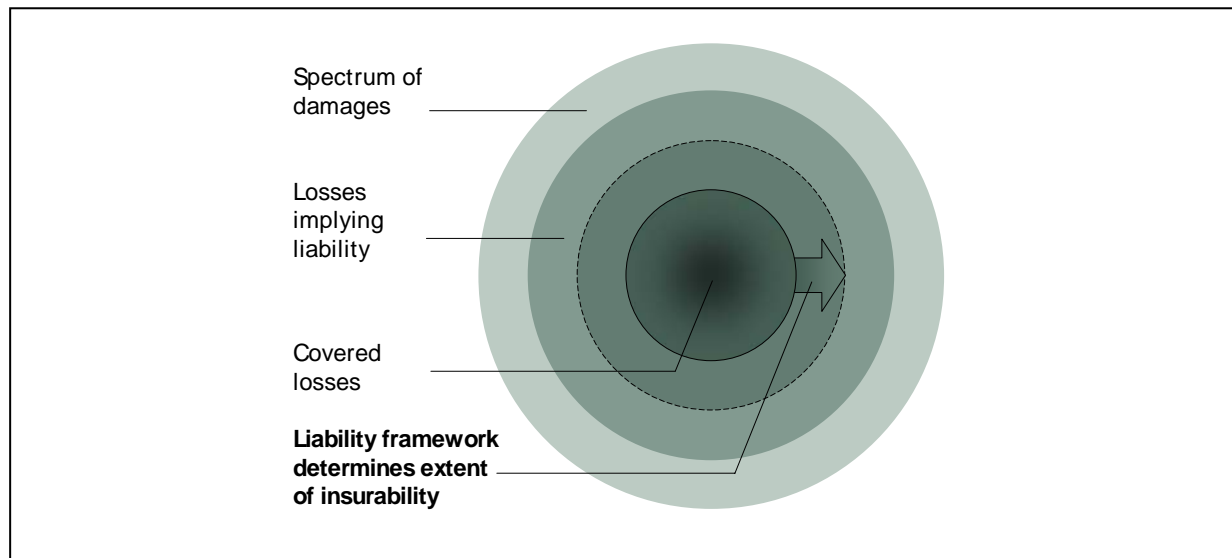 Spectrum of
damages
Losses
implying
liability
Covered
losses
Liability framework
determines extent
of insurability